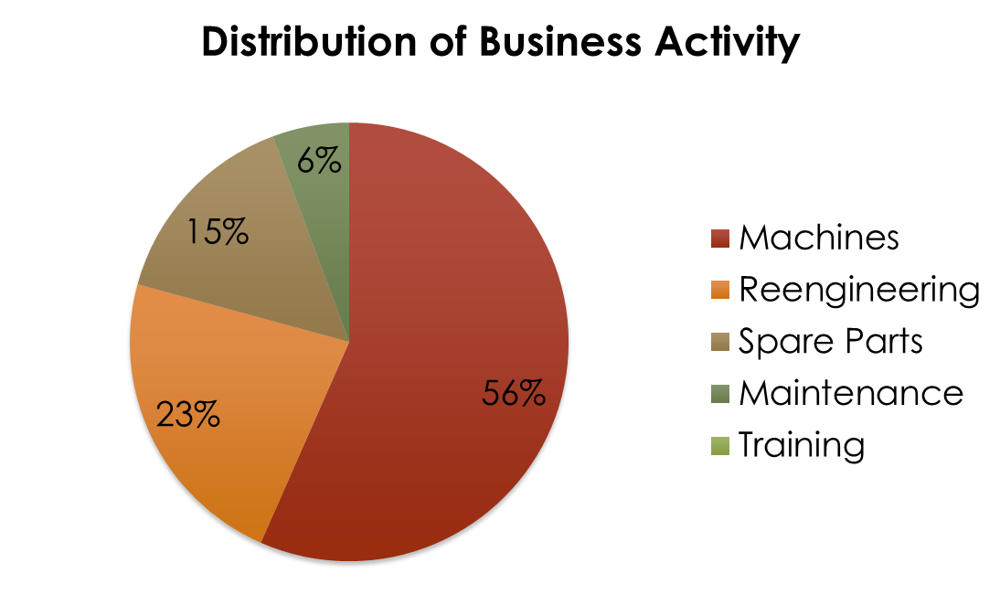 Distribution of Business Activity
6%
15%
23%
56%
Machines
Reengineering
Spare Parts
Maintenance
Training